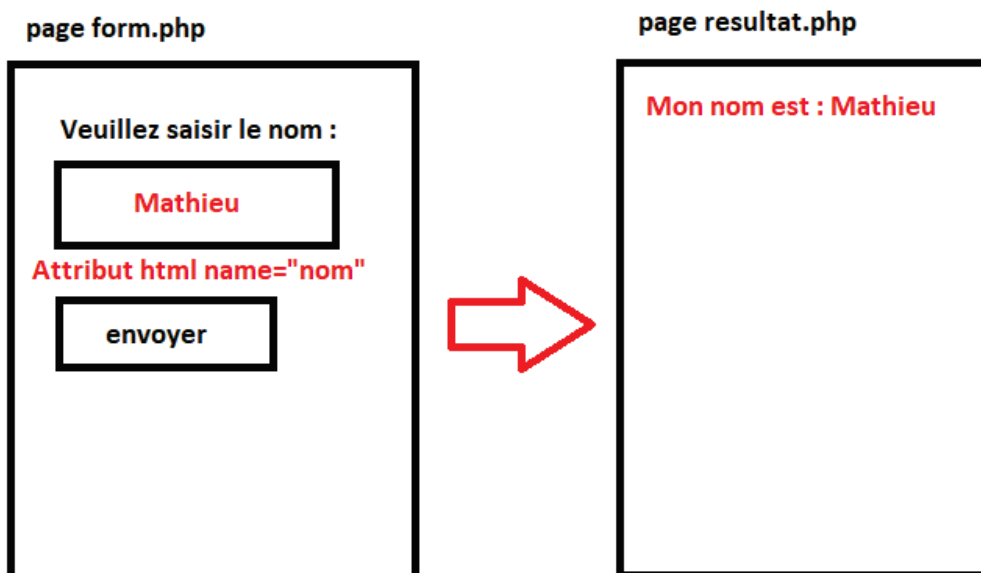 page form.php
Veuillez saisir le nom :
Mathieu
Attribut html name="nom"
envoyer
page resultat.php
Mon nom est : Mathieu